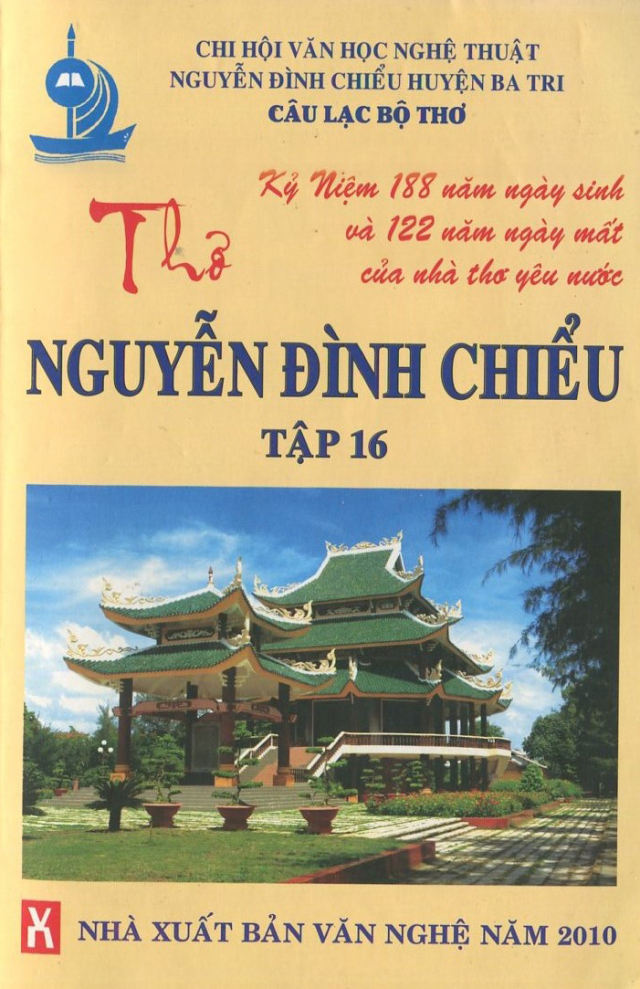 CHI HỘI VĂN HỌC NGHỆ THUẬT
NGUYỄN ĐÌNH CHIỂU HUYỆN BA TRI
CÂU LẠC BỘ THƠ
Kỷ Niệm 188 năm ngày sinh
và 122 năm ngày mất
của nhà thơ yêu nước
Thơ
NGUYỄN ĐÌNH CHIỂU
TẬP 16
NHÀ XUẤT BẢN VĂN NGHỆ NĂM 2010